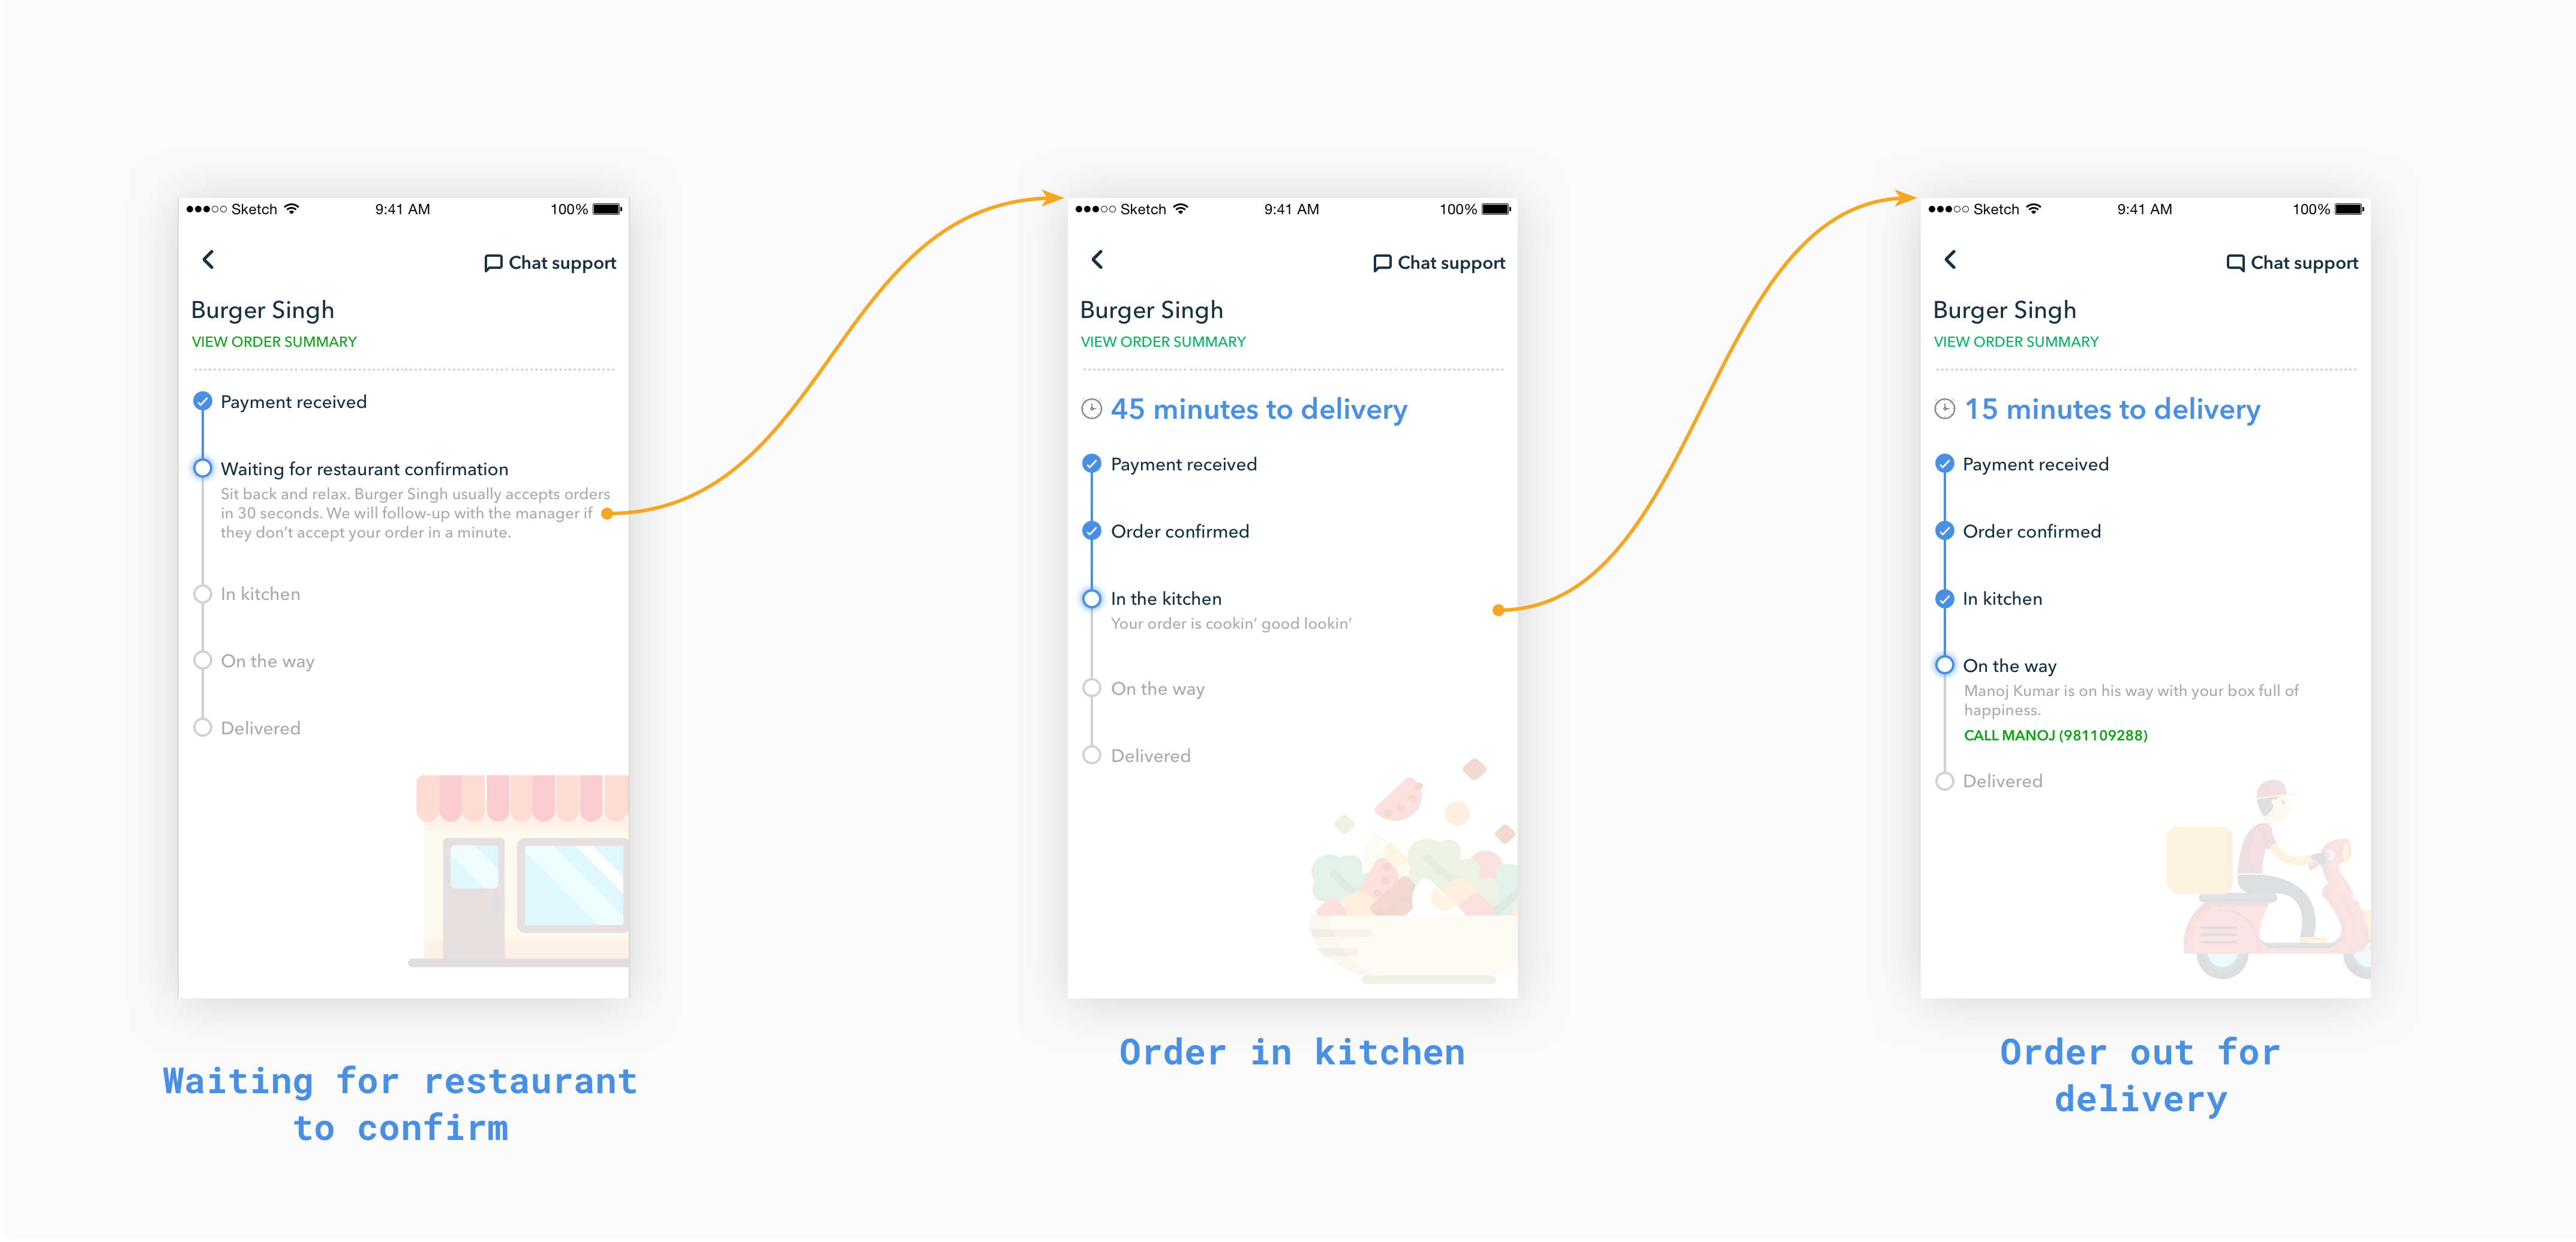 Sketch 9:41 AM 100%
Chat support
Burger Singh
VIEW ORDER SUMMARY
Payment received
Waiting for restaurant confirmation
Sit back and relax. Burger Singh usually accepts orders
in 30 seconds. We will follow-up with the manager if
they don’t accept your order in a minute.
In kitchen
On the way
Delivered
Waiting for restaurant
to confirm
Sketch 9:41 AM 100%
Chat support
Burger Singh
VIEW ORDER SUMMARY
45 minutes to delivery
Payment received
Order confirmed
In the kitchen
Your order is cookin’ good lookin’
On the way
Delivered
Order in kitchen
Sketch 9:41 AM 100%
Chat support
Burger Singh
VIEW ORDER SUMMARY
15 minutes to delivery
Payment received
Order confirmed
In kitchen
On the way
Manoj Kumar is on his way with your box full of
happiness.
CALL MANOJ (981109288)
Delivered
Order out for
delivery